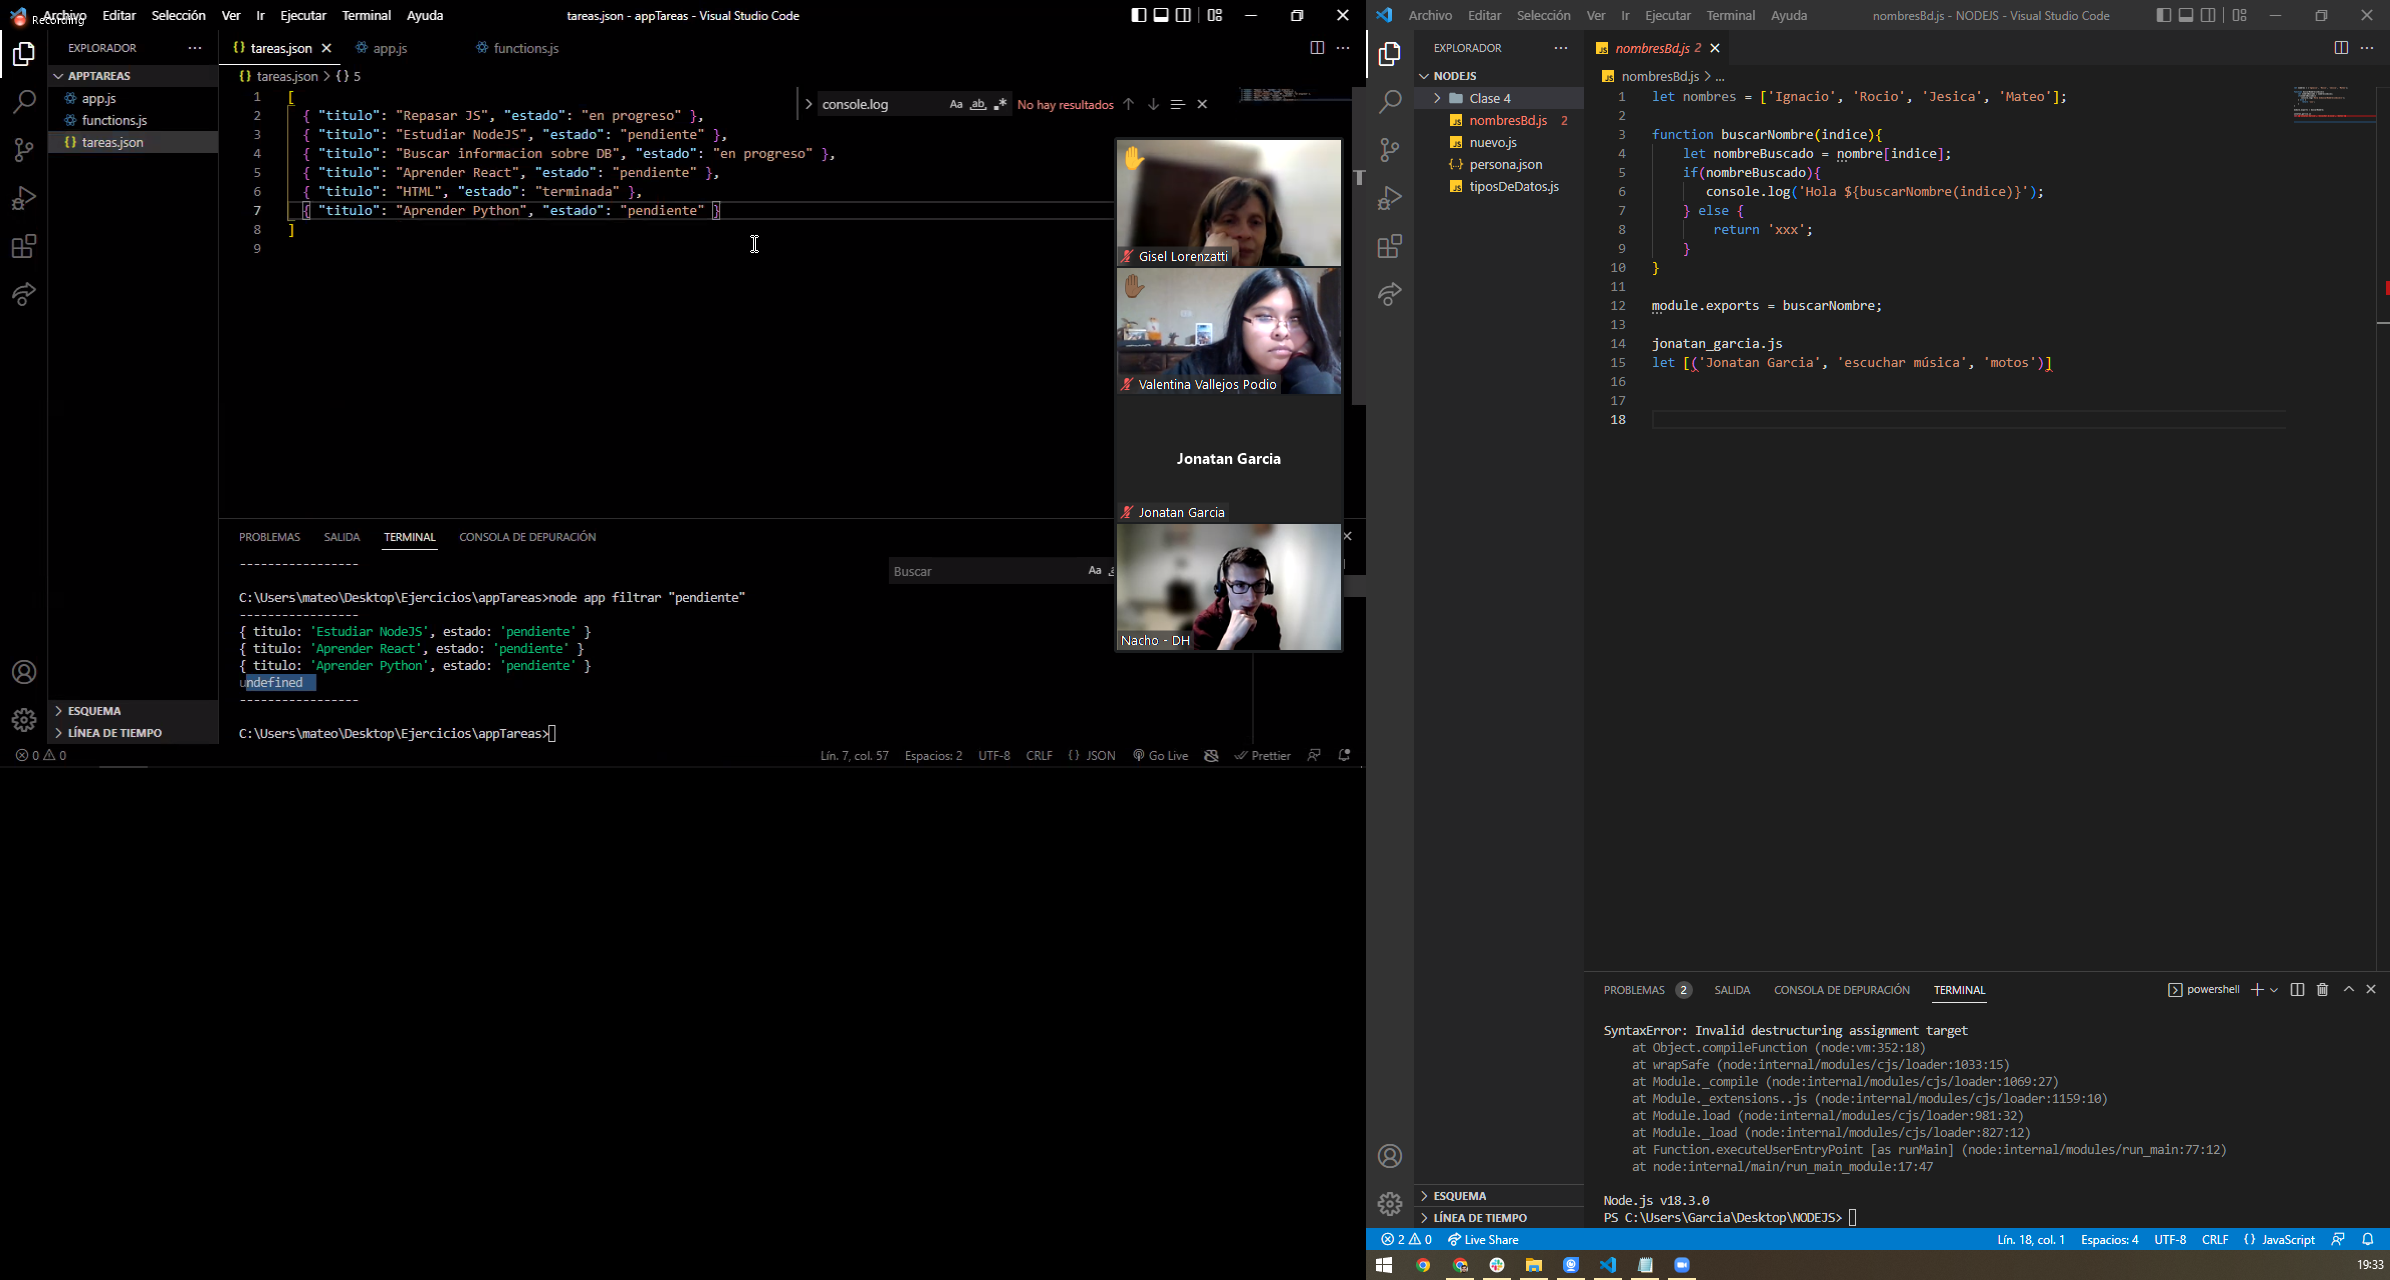 Recording
Archivo Editar Selección Ver Ir Ejecutar Terminal Ayuda
tareas.json - appTareas - Visual Studio Code
EXPLORADOR
APPTAREAS
app.js
functions.js
tareas.json
tareas.json
app.js
functions.js
tareas.json > {} 5
console.log
Aa ab .*
No hay resultados
1 [
2 { "titulo": "Repasar JS", "estado": "en progreso" },
3 { "titulo": "Estudiar NodeJS", "estado": "pendiente" },
4 { "titulo": "Buscar informacion sobre DB", "estado": "en progreso" },
5 { "titulo": "Aprender React", "estado": "pendiente" },
6 { "titulo": "HTML", "estado": "terminada" },
7 { "titulo": "Aprender Python", "estado": "pendiente" }
8 ]
9
Gisel Lorenzatti
Valentina Vallejos Podio
Jonatan Garcia
Jonatan Garcia
Nacho - DH
PROBLEMAS SALIDA TERMINAL CONSOLA DE DEPURACIÓN
Buscar
Aa
-----------------
C:\Users\mateo\Desktop\Ejercicios\appTareas>node app filtrar "pendiente"
-----------------
{ titulo: 'Estudiar NodeJS', estado: 'pendiente' }
{ titulo: 'Aprender React', estado: 'pendiente' }
{ titulo: 'Aprender Python', estado: 'pendiente' }
undefined
-----------------
C:\Users\mateo\Desktop\Ejercicios\appTareas>
ESQUEMA
LÍNEA DE TIEMPO
0 0
Lín. 7, col. 57 Espacios: 2 UTF-8 CRLF {} JSON Go Live Prettier
Archivo Editar Selección Ver Ir Ejecutar Terminal Ayuda
nombresBd.js - NODEJS - Visual Studio Code
EXPLORADOR
NODEJS
Clase 4
nombresBd.js 2
nuevo.js
persona.json
tiposDeDatos.js
nombresBd.js 2
nombresBd.js > ...
1 let nombres = ['Ignacio', 'Rocio', 'Jesica', 'Mateo'];
2
3 function buscarNombre(indice){
4 let nombreBuscado = nombre[indice];
5 if(nombreBuscado){
6 console.log('Hola ${buscarNombre(indice)}');
7 } else {
8 return 'xxx';
9 }
10 }
11
12 module.exports = buscarNombre;
13
14 jonatan_garcia.js
15 let [('Jonatan Garcia', 'escuchar música', 'motos')]
16
17
18
PROBLEMAS 2 SALIDA CONSOLA DE DEPURACIÓN TERMINAL
powershell
SyntaxError: Invalid destructuring assignment target
at Object.compileFunction (node:vm:352:18)
at wrapSafe (node:internal/modules/cjs/loader:1033:15)
at Module._compile (node:internal/modules/cjs/loader:1069:27)
at Module._extensions..js (node:internal/modules/cjs/loader:1159:10)
at Module.load (node:internal/modules/cjs/loader:981:32)
at Module._load (node:internal/modules/cjs/loader:827:12)
at Function.executeUserEntryPoint [as runMain] (node:internal/modules/run_main:77:12)
at node:internal/main/run_main_module:17:47
Node.js v18.3.0
PS C:\Users\Garcia\Desktop\NODEJS>
ESQUEMA
LÍNEA DE TIEMPO
2 0 Live Share
Lín. 18, col. 1 Espacios: 4 UTF-8 CRLF {} JavaScript
19:33